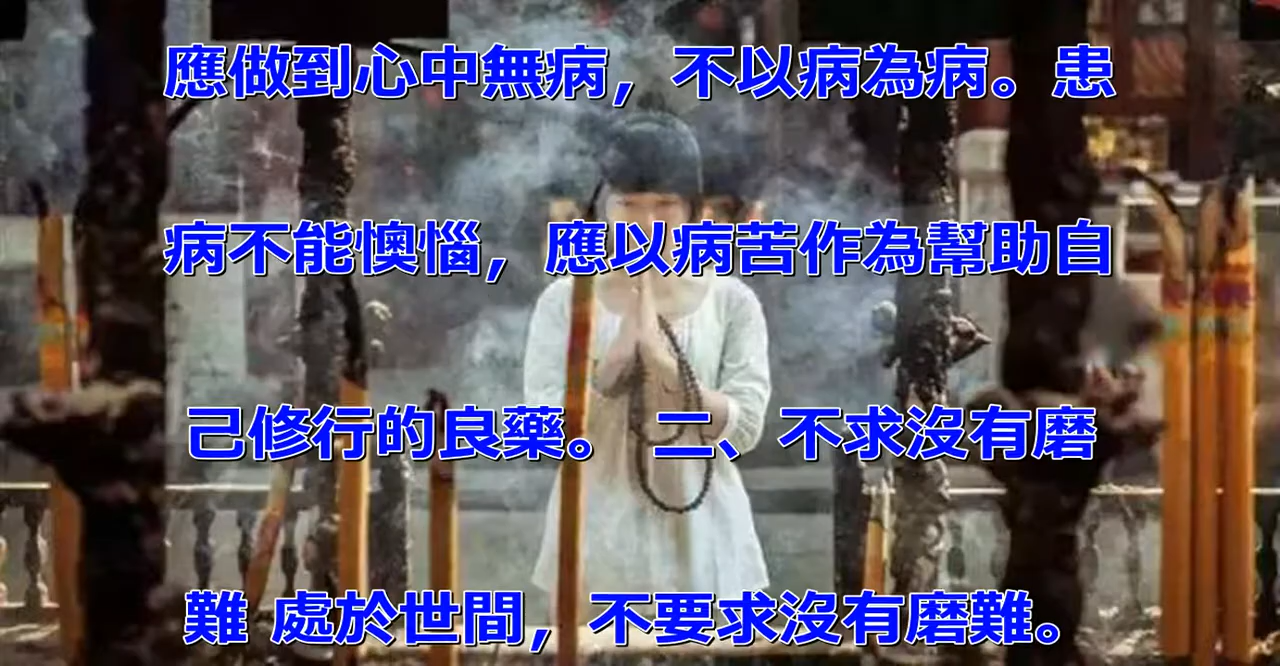 應做到心中無病，不以病為病。患
病不能懊惱，應以病苦作為幫助自
己修行的良藥。 二、不求沒有磨
難 處於世間，不要求沒有磨難。